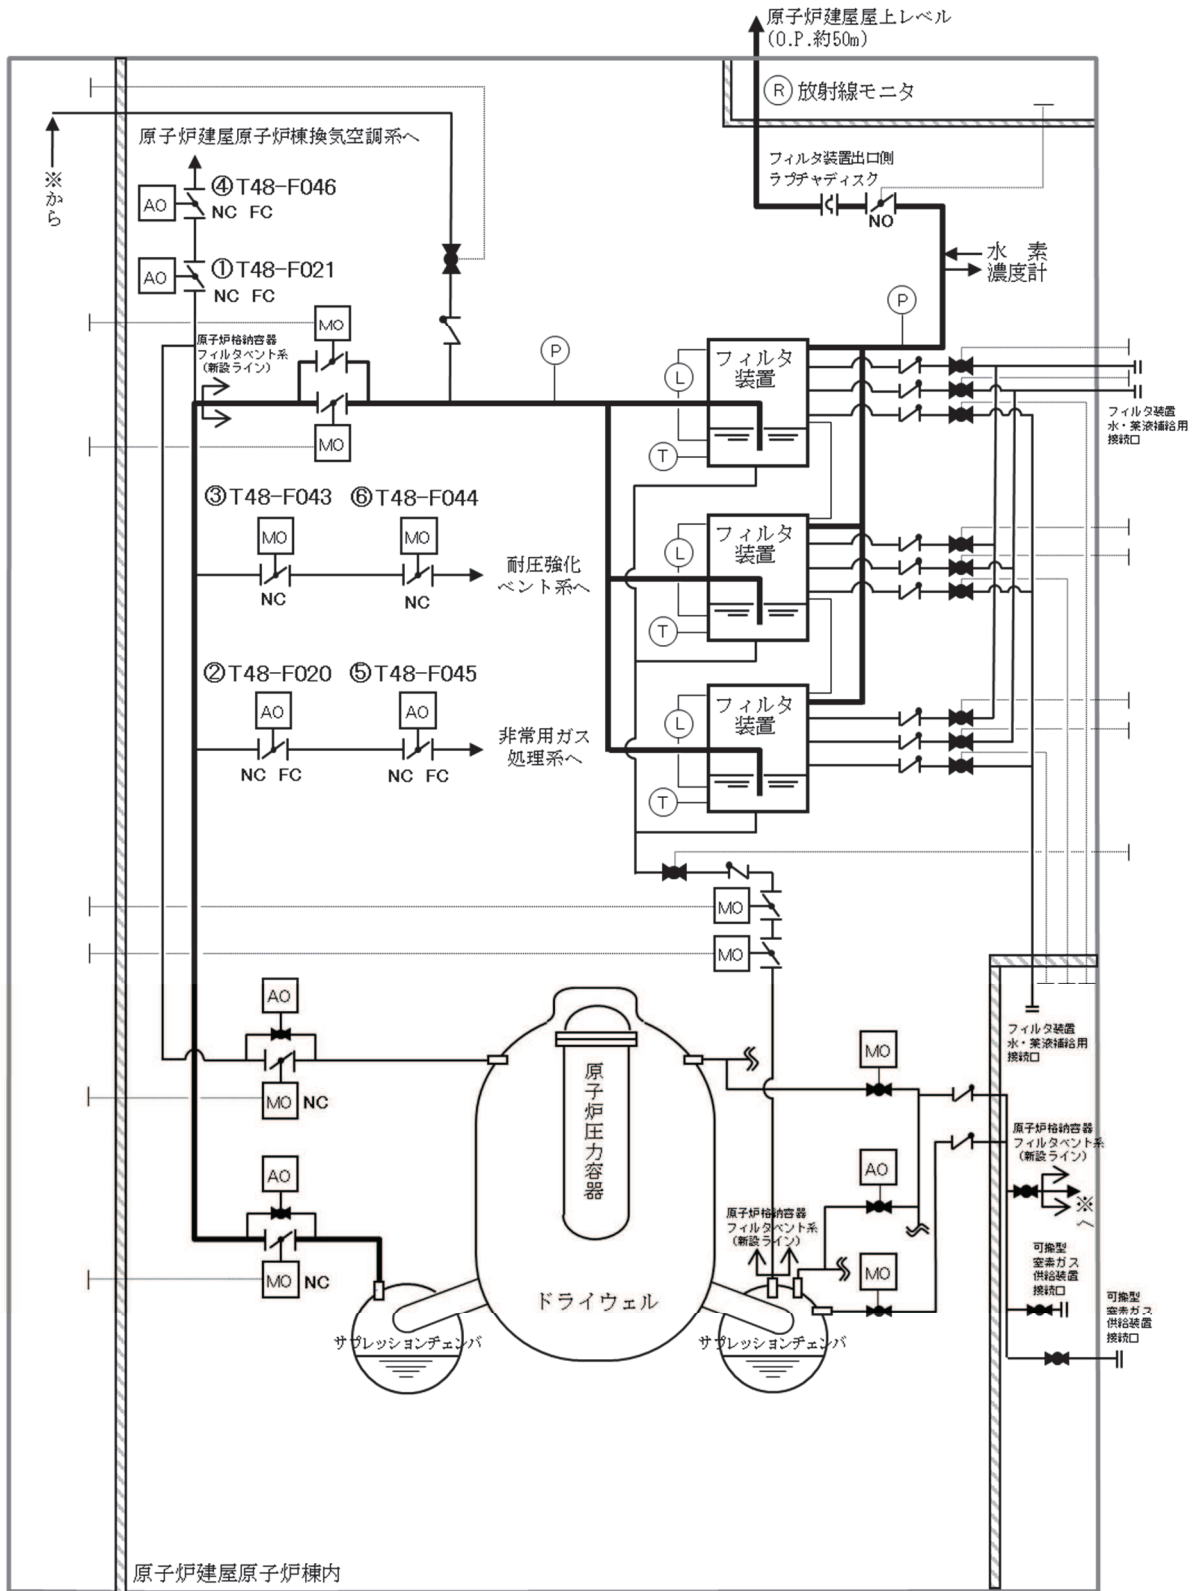 原子炉建屋屋上レベル
(O.P.約50m)
R 放射線モニタ
原子炉建屋原子炉棟換気空調系へ
※から
フィルタ装置出口側
ラプチャディスク
NO
④T48-F046
AO
NC FC
①T48-F021
AO
NC FC
水素
濃度計
P
P
MO
原子炉格納容器
フィルタベント系
(新設ライン)
MO
フィルタ
装置
L
T
フィルタ装置
水・薬液補給用
接続口
③T48-F043
⑥T48-F044
MO
MO
NC
NC
耐圧強化
ベント系へ
フィルタ
装置
L
T
②T48-F020
⑤T48-F045
AO
AO
NC FC
NC FC
非常用ガス
処理系へ
フィルタ
装置
L
T
MO
MO
AO
MO
NC
AO
MO
NC
原子炉圧力容器
ドライウェル
サプレッションチェンバ
サプレッションチェンバ
フィルタ装置
水・薬液補給用
接続口
MO
AO
MO
原子炉格納容器
フィルタベント系
(新設ライン)
原子炉格納容器
フィルタベント系
(新設ライン)
※へ
可搬型
窒素ガス
供給装置
接続口
可搬型
窒素ガス
供給装置
接続口
原子炉建屋原子炉棟内